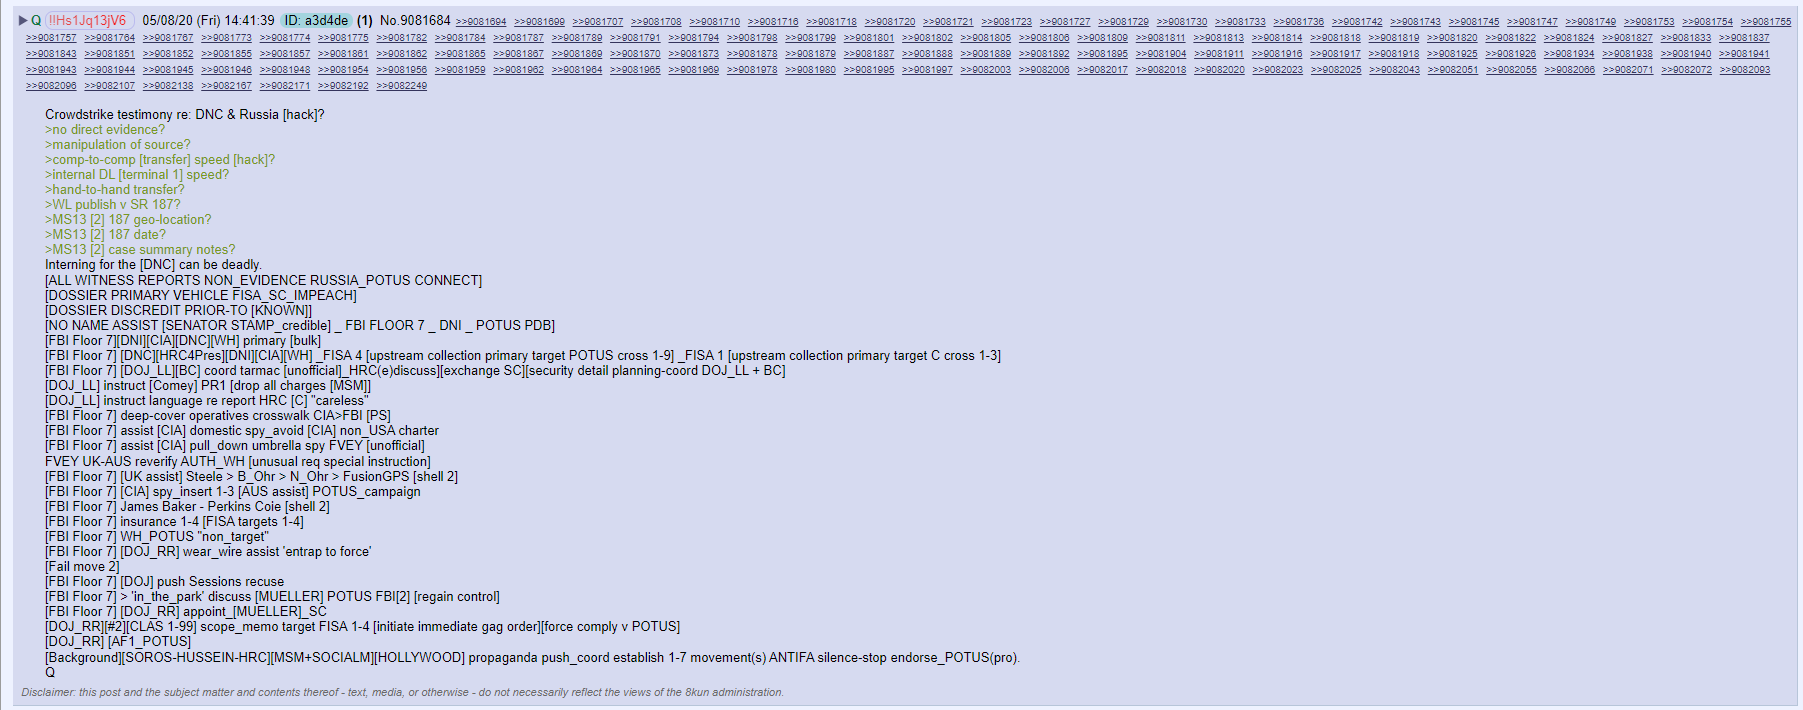 ▶ Q !!Hs1Jq13jV6 05/08/20 (Fri) 14:41:39 ID: a3d4de (1) No.9081684 >>9081694 >>9081699 >>9081707 >>9081708 >>9081710 >>9081716 >>9081718 >>9081720 >>9081721 >>9081723 >>9081727 >>9081729 >>9081730 >>9081733 >>9081736 >>9081742 >>9081743 >>9081745 >>9081747 >>9081749 >>9081753 >>9081754 >>9081755
>>9081757 >>9081764 >>9081767 >>9081773 >>9081774 >>9081775 >>9081782 >>9081784 >>9081787 >>9081789 >>9081791 >>9081794 >>9081798 >>9081799 >>9081801 >>9081802 >>9081805 >>9081806 >>9081809 >>9081811 >>9081813 >>9081814 >>9081818 >>9081819 >>9081820 >>9081822 >>9081824 >>9081827 >>9081833 >>9081837
>>9081843 >>9081851 >>9081852 >>9081855 >>9081857 >>9081861 >>9081862 >>9081865 >>9081867 >>9081869 >>9081870 >>9081873 >>9081878 >>9081879 >>9081887 >>9081888 >>9081889 >>9081892 >>9081895 >>9081904 >>9081911 >>9081916 >>9081917 >>9081918 >>9081925 >>9081926 >>9081934 >>9081938 >>9081940 >>9081941
>>9081943 >>9081944 >>9081945 >>9081946 >>9081948 >>9081954 >>9081956 >>9081959 >>9081962 >>9081964 >>9081965 >>9081969 >>9081978 >>9081980 >>9081995 >>9081997 >>9082003 >>9082006 >>9082017 >>9082018 >>9082020 >>9082023 >>9082025 >>9082043 >>9082051 >>9082055 >>9082066 >>9082071 >>9082072 >>9082093
>>9082096 >>9082107 >>9082138 >>9082167 >>9082171 >>9082192 >>9082249
Crowdstrike testimony re: DNC & Russia [hack]?
>no direct evidence?
>manipulation of source?
>comp-to-comp [transfer] speed [hack]?
>internal DL [terminal 1] speed?
>hand-to-hand transfer?
>WL publish v SR 187?
>MS13 [2] 187 geo-location?
>MS13 [2] 187 date?
>MS13 [2] case summary notes?
Interning for the [DNC] can be deadly.
[ALL WITNESS REPORTS NON_EVIDENCE RUSSIA_POTUS CONNECT]
[DOSSIER PRIMARY VEHICLE FISA_SC_IMPEACH]
[DOSSIER DISCREDIT PRIOR-TO [KNOWN]]
[NO NAME ASSIST [SENATOR STAMP_credible] _ FBI FLOOR 7 _ DNI _ POTUS PDB]
[FBI Floor 7][DNI][CIA][DNC][WH] primary [bulk]
[FBI Floor 7] [DNC][HRC4Pres][DNI][CIA][WH] _FISA 4 [upstream collection primary target POTUS cross 1-9] _FISA 1 [upstream collection primary target C cross 1-3]
[FBI Floor 7] [DOJ_LL][BC] coord tarmac [unofficial]_HRC(e)discuss][exchange SC][security detail planning-coord DOJ_LL + BC]
[DOJ_LL] instruct [Comey] PR1 [drop all charges [MSM]]
[DOJ_LL] instruct language re report HRC [C] "careless"
[FBI Floor 7] deep-cover operatives crosswalk CIA>FBI [PS]
[FBI Floor 7] assist [CIA] domestic spy_avoid [CIA] non_USA charter
[FBI Floor 7] assist [CIA] pull_down umbrella spy FVEY [unofficial]
FVEY UK-AUS reverify AUTH_WH [unusual req special instruction]
[FBI Floor 7] [UK assist] Steele > B_Ohr > N_Ohr > FusionGPS [shell 2]
[FBI Floor 7] [CIA] spy_insert 1-3 [AUS assist] POTUS_campaign
[FBI Floor 7] James Baker - Perkins Coie [shell 2]
[FBI Floor 7] insurance 1-4 [FISA targets 1-4]
[FBI Floor 7] WH_POTUS "non_target"
[FBI Floor 7] [DOJ_RR] wear_wire assist 'entrap to force'
[Fail move 2]
[FBI Floor 7] [DOJ] push Sessions recuse
[FBI Floor 7] > 'in_the_park' discuss [MUELLER] POTUS FBI[2] [regain control]
[FBI Floor 7] [DOJ_RR] appoint_[MUELLER]_SC
[DOJ_RR][#2][CLAS 1-99] scope_memo target FISA 1-4 [initiate immediate gag order][force comply v POTUS]
[DOJ_RR] [AF1_POTUS]
[Background][SOROS-HUSSEIN-HRC][MSM+SOCIALM][HOLLYWOOD] propaganda push_coord establish 1-7 movement(s) ANTIFA silence-stop endorse_POTUS(pro).
Q
Disclaimer: this post and the subject matter and contents thereof - text, media, or otherwise - do not necessarily reflect the views of the 8kun administration.